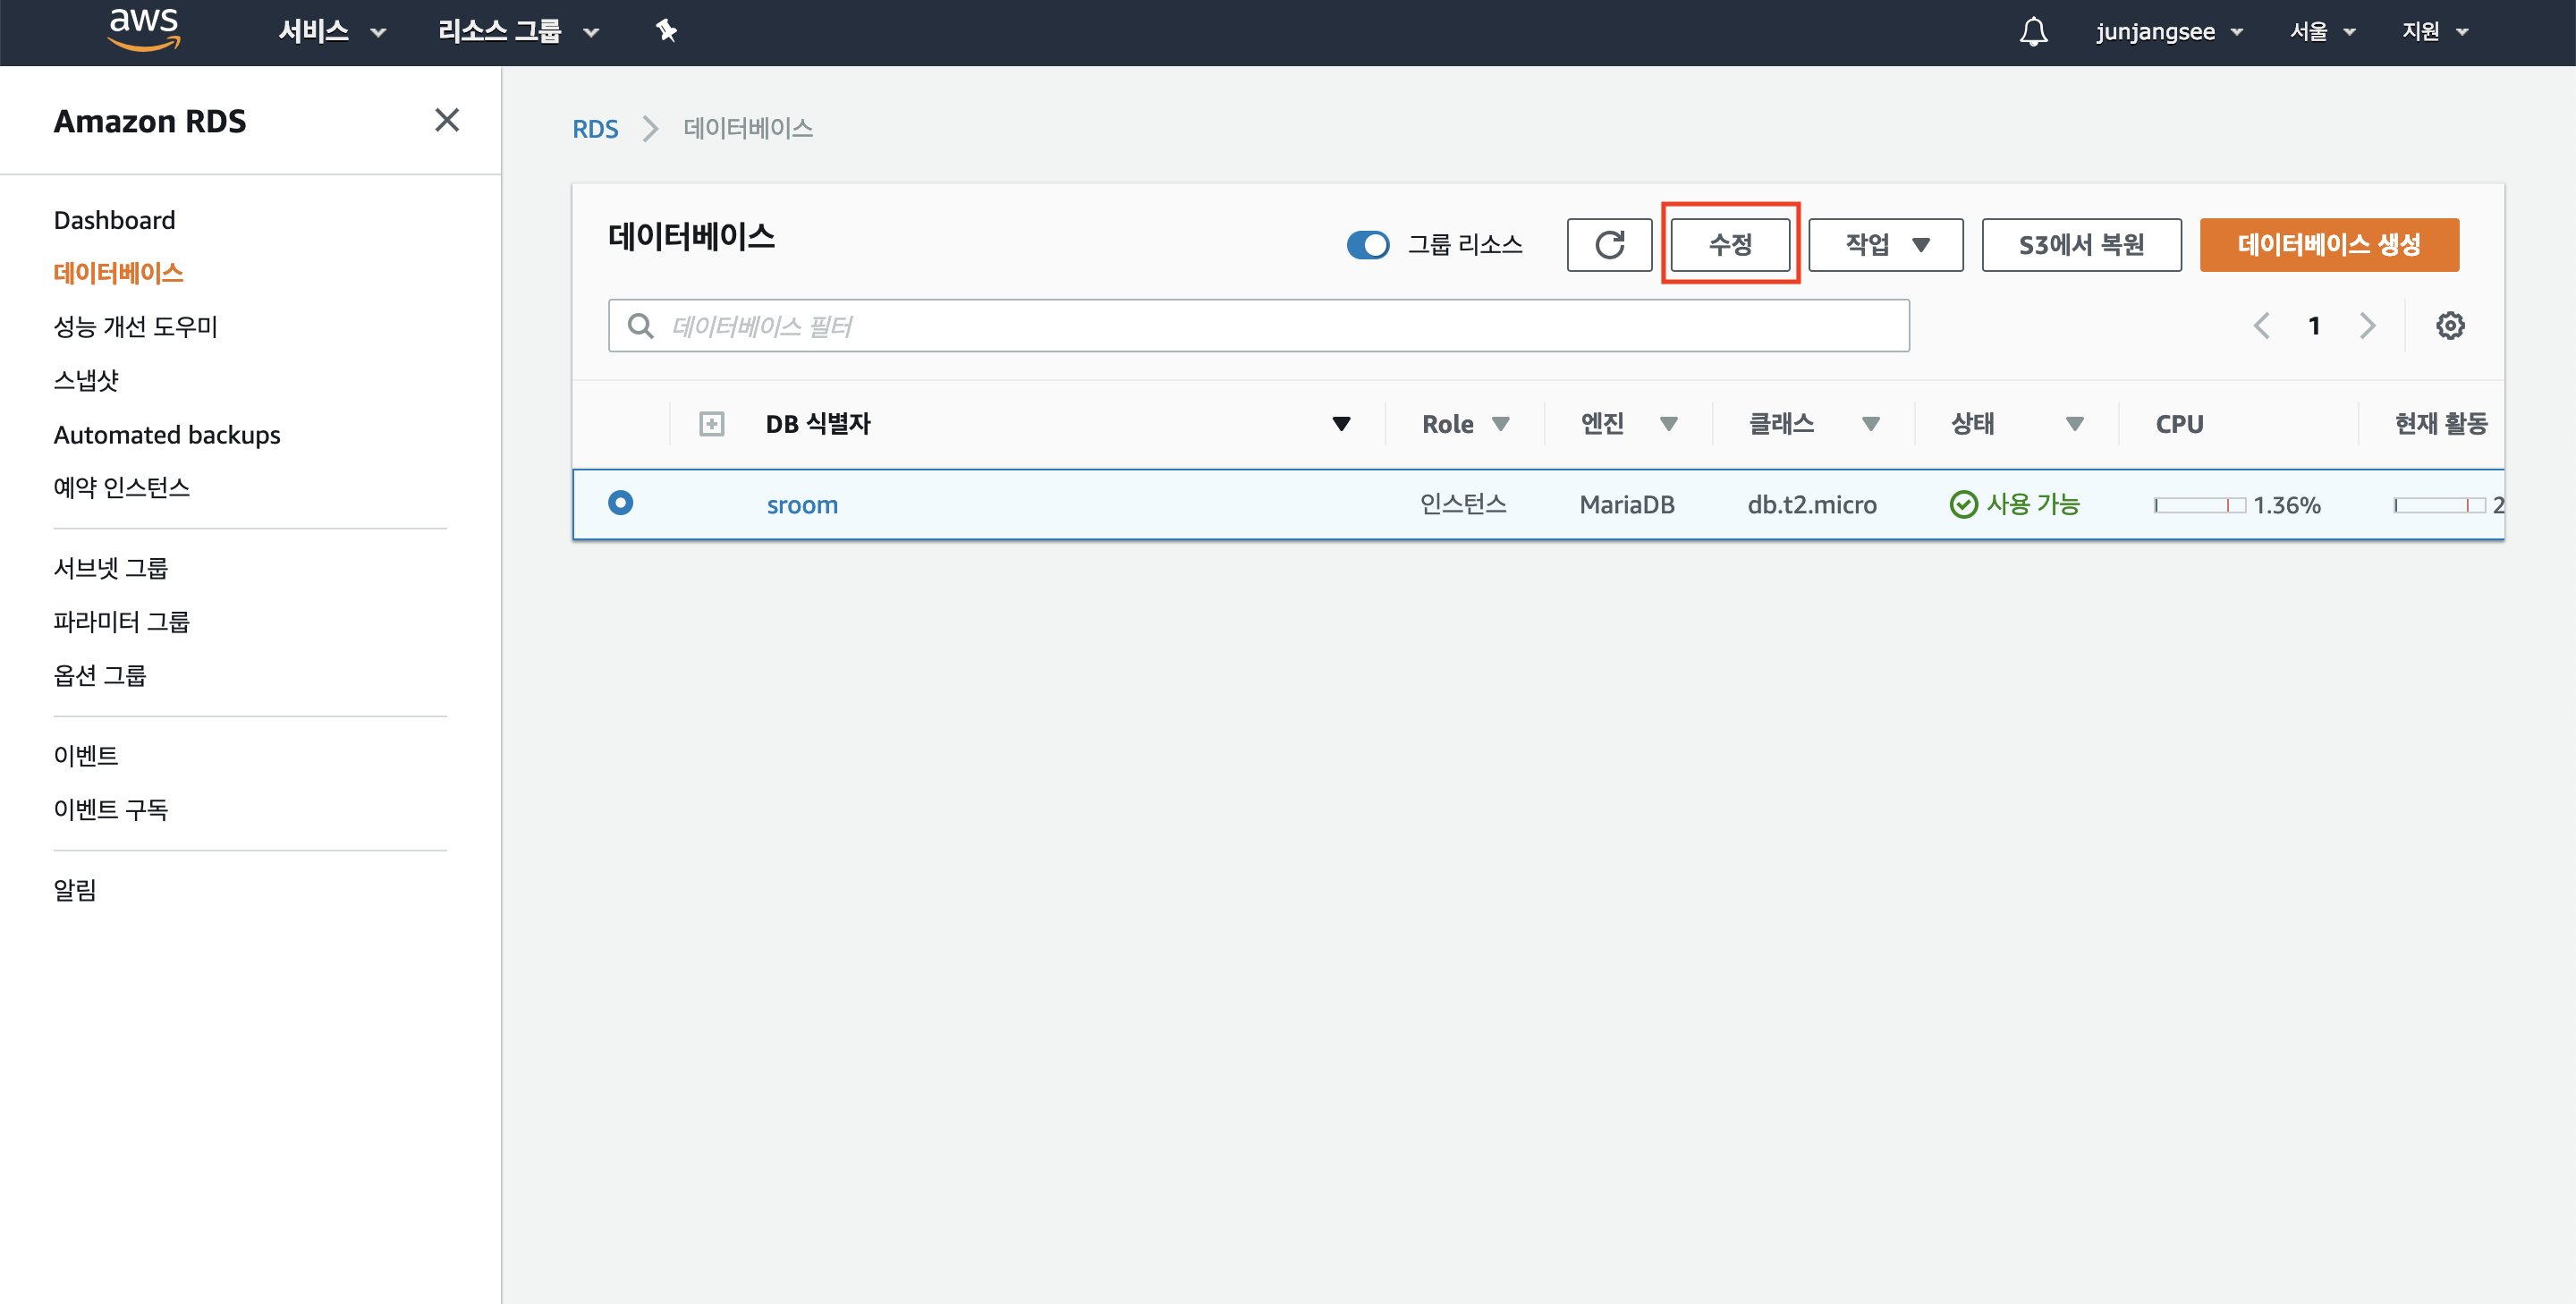 aws 서비스 리소스 그룹 junjangsee 서울 지원
Amazon RDS
Dashboard
데이터베이스
성능 개선 도우미
스냅샷
Automated backups
예약 인스턴스
서브넷 그룹
파라미터 그룹
옵션 그룹
이벤트
이벤트 구독
알림
RDS 데이터베이스
데이터베이스 그룹 리소스 수정 작업 S3에서 복원 데이터베이스 생성
데이터베이스 필터 1
DB 식별자 Role 엔진 클래스 상태 CPU 현재 활동
sroom 인스턴스 MariaDB db.t2.micro 사용 가능 1.36% 2